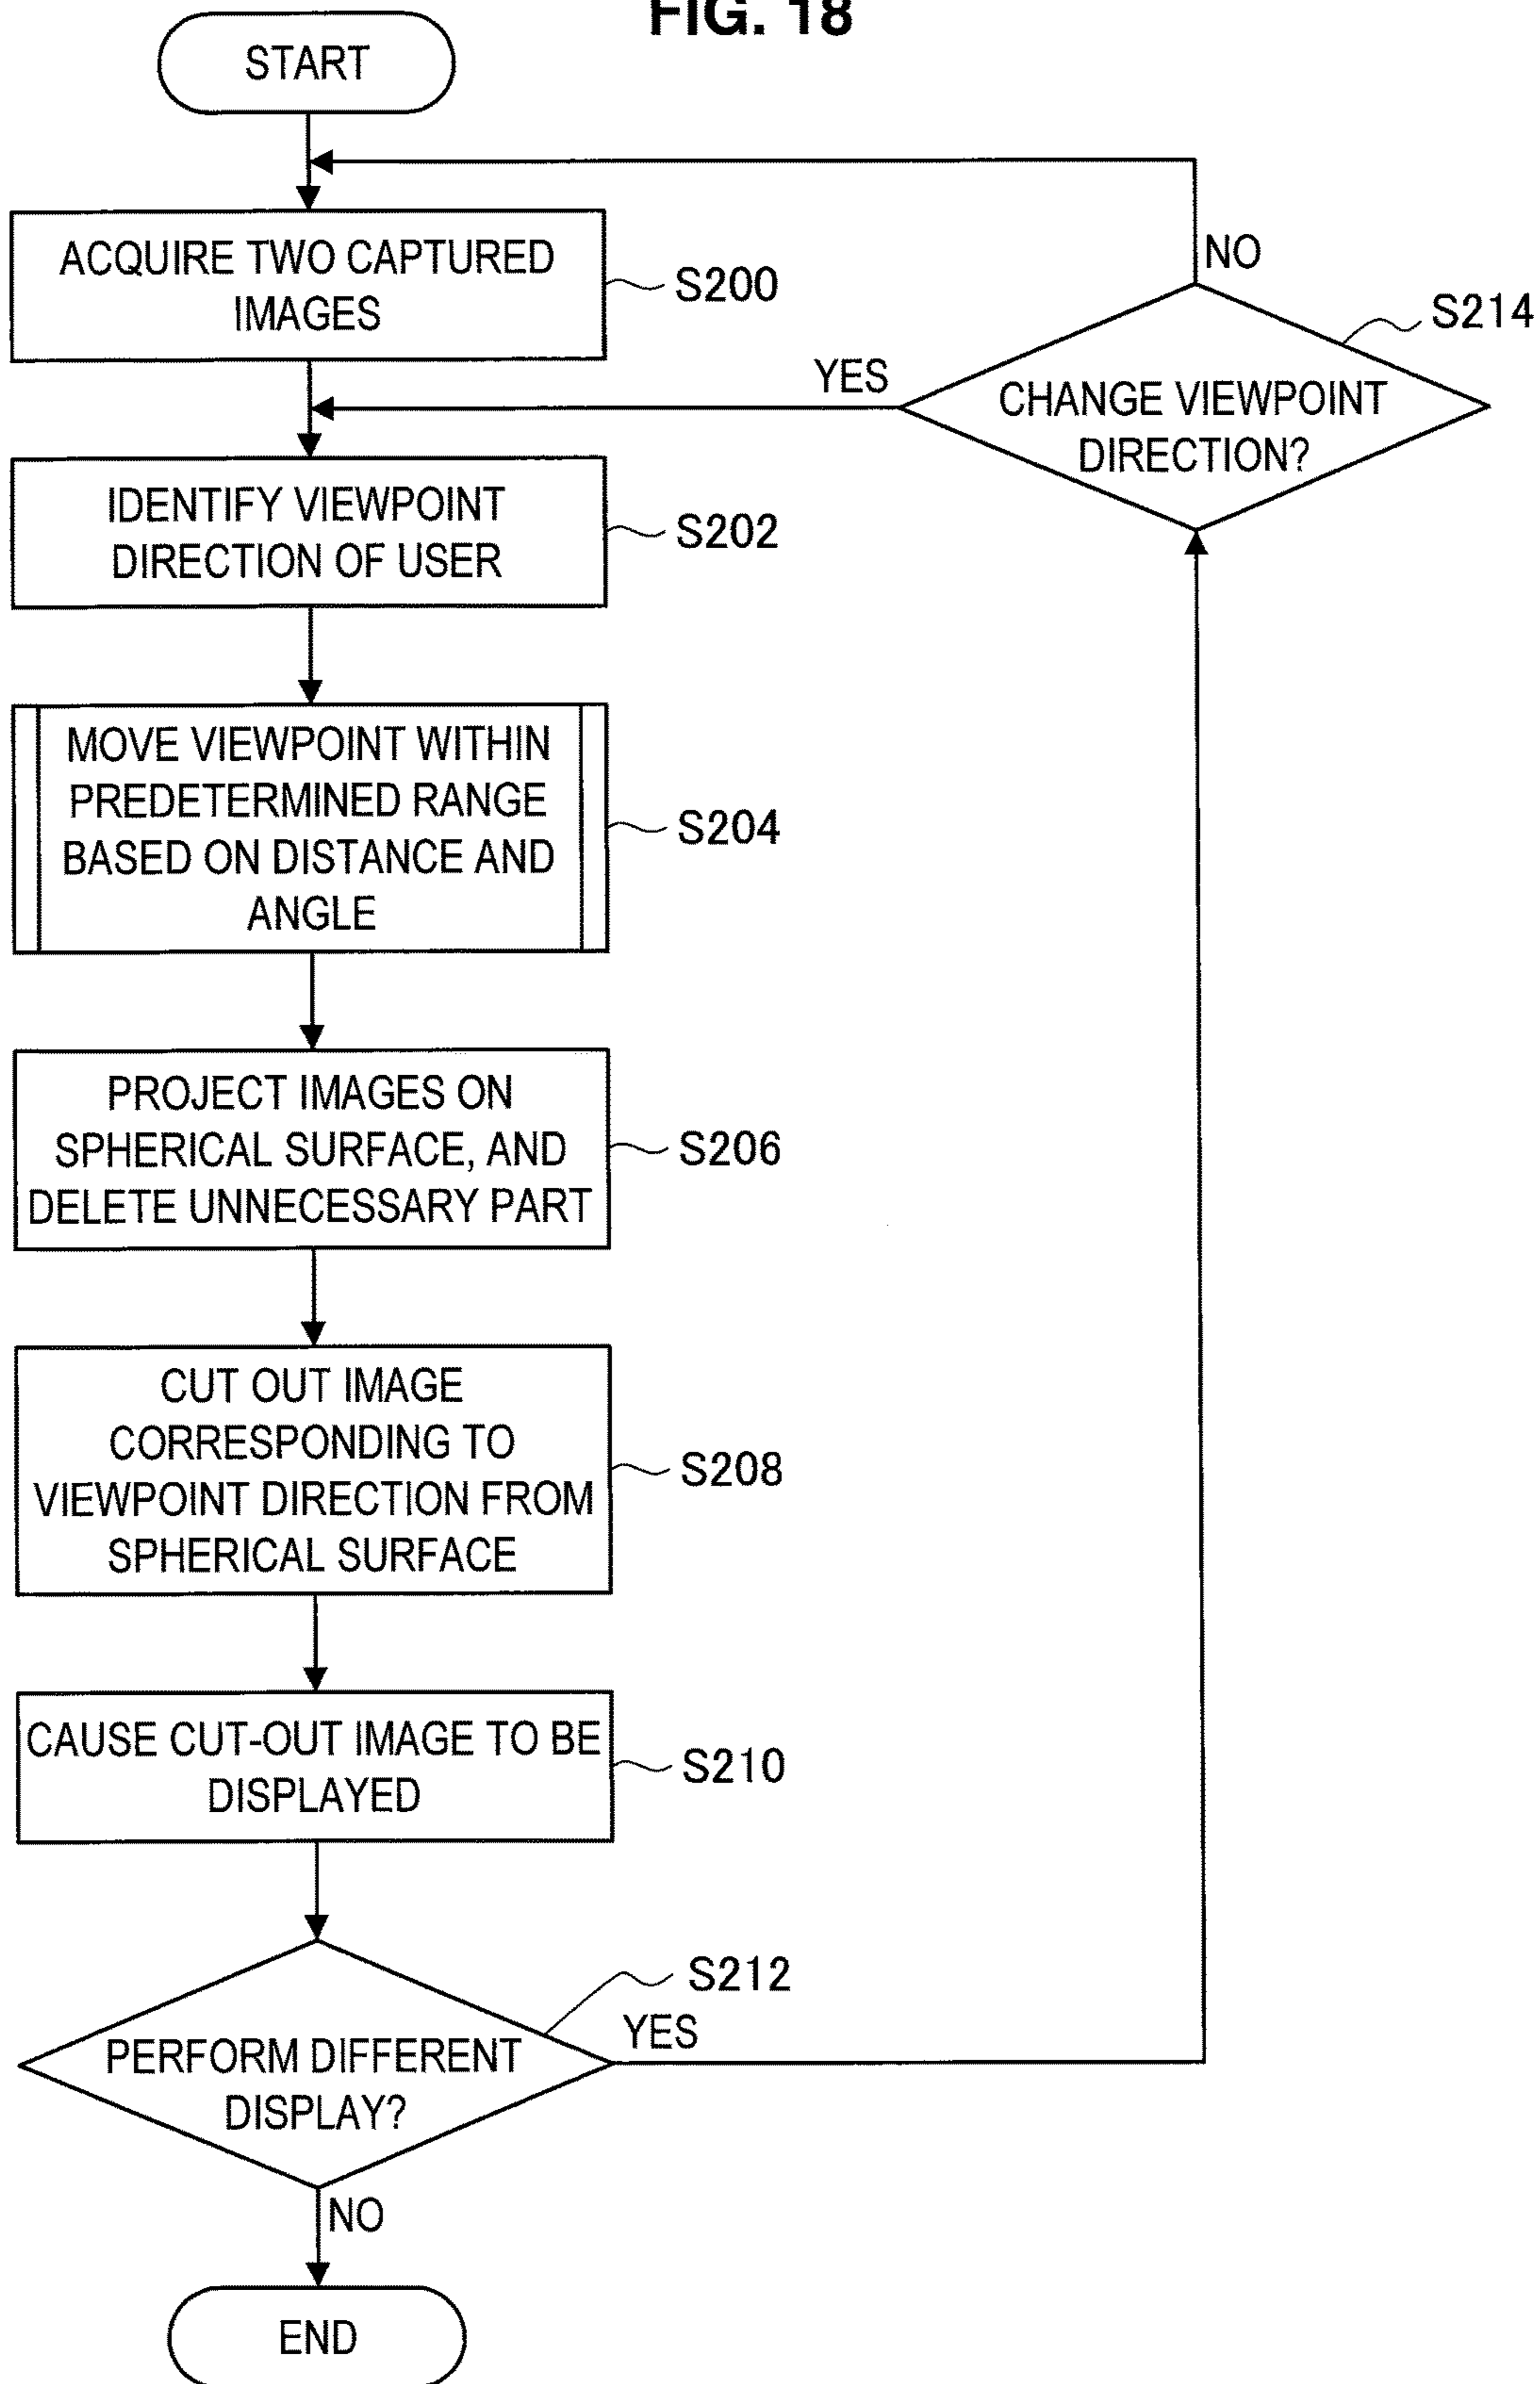 FIG. 18
START
ACQUIRE TWO CAPTURED
IMAGES
S200
NO
S214
YES
CHANGE VIEWPOINT
DIRECTION?
IDENTIFY VIEWPOINT
DIRECTION OF USER
S202
MOVE VIEWPOINT WITHIN
PREDETERMINED RANGE
BASED ON DISTANCE AND
ANGLE
S204
PROJECT IMAGES ON
SPHERICAL SURFACE, AND
DELETE UNNECESSARY PART
S206
CUT OUT IMAGE
CORRESPONDING TO
VIEWPOINT DIRECTION FROM
SPHERICAL SURFACE
S208
CAUSE CUT-OUT IMAGE TO BE
DISPLAYED
S210
S212
YES
PERFORM DIFFERENT
DISPLAY?
NO
END